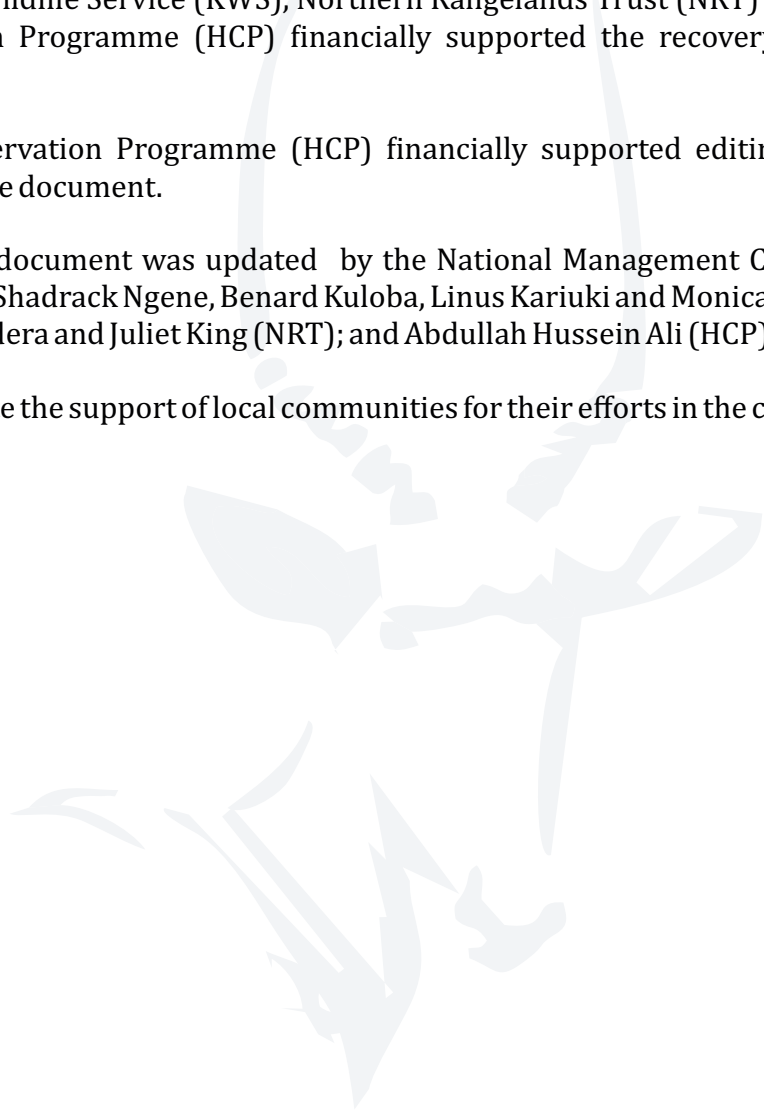 Service (KWS), Northern Rangelands Trust (NRT)
Programme (HCP) financially supported the recovery
ervation Programme (HCP) financially supported editin
e document.
document was updated by the National Management C
Shadrack Ngene, Benard Kuloba, Linus Kariuki and Monica
lera and Juliet King (NRT); and Abdullah Hussein Ali (HCP)
e the support of local communities for their efforts in the c